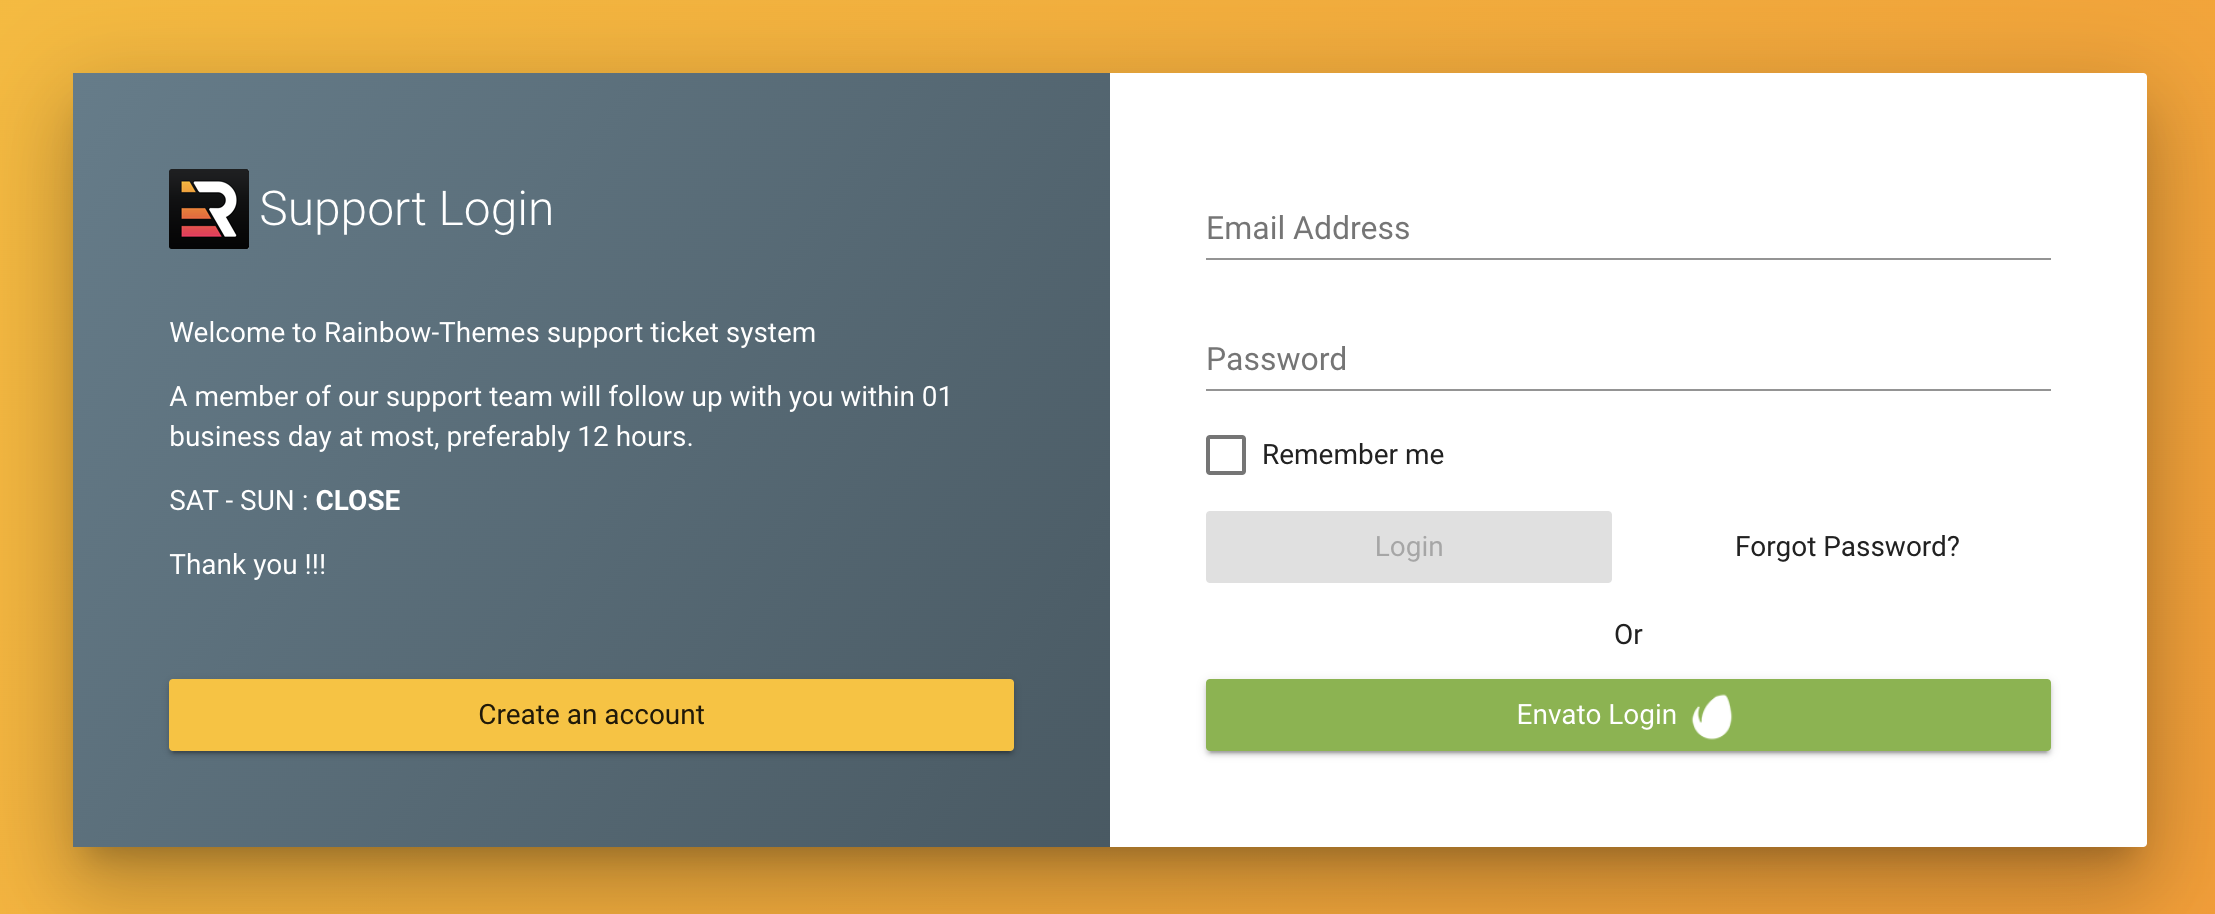 Support Login
Welcome to Rainbow-Themes support ticket system
A member of our support team will follow up with you within 01
business day at most, preferably 12 hours.
SAT - SUN : CLOSE
Thank you !!!
Create an account
Email Address
Password
Remember me
Login
Forgot Password?
Or
Envato Login